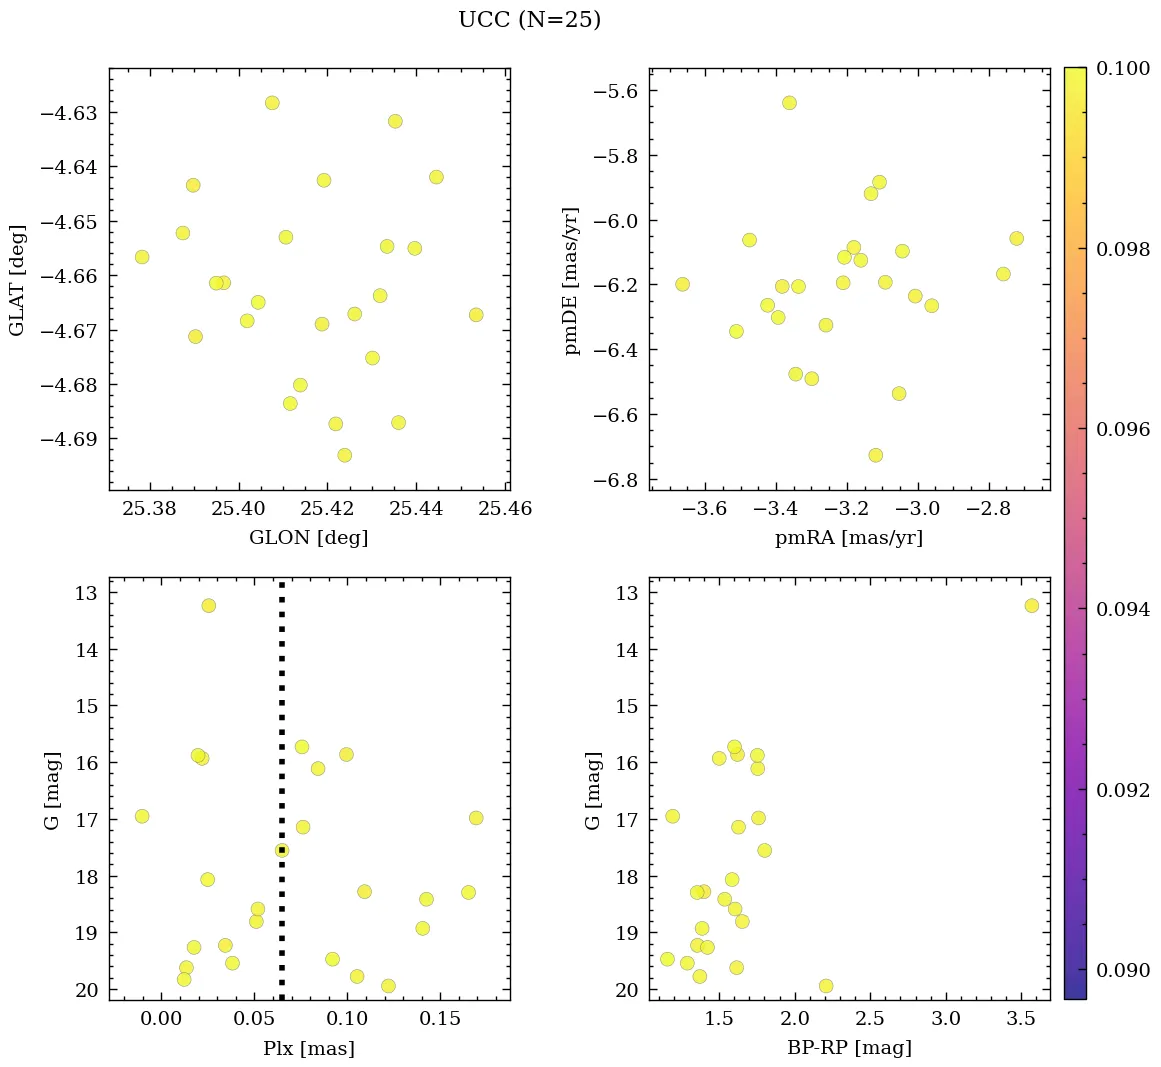 UCC (N=25)
−4.63
−4.64
−4.65
−4.66
−4.67
−4.68
−4.69
GLAT [deg]
25.38 25.40 25.42 25.44 25.46
GLON [deg]
−5.6
−5.8
−6.0
−6.2
−6.4
−6.6
−6.8
pmDE [mas/yr]
−3.6 −3.4 −3.2 −3.0 −2.8
pmRA [mas/yr]
13
14
15
16
17
18
19
20
G [mag]
0.00 0.05 0.10 0.15
Plx [mas]
13
14
15
16
17
18
19
20
G [mag]
1.5 2.0 2.5 3.0 3.5
BP-RP [mag]
0.100
0.098
0.096
0.094
0.092
0.090